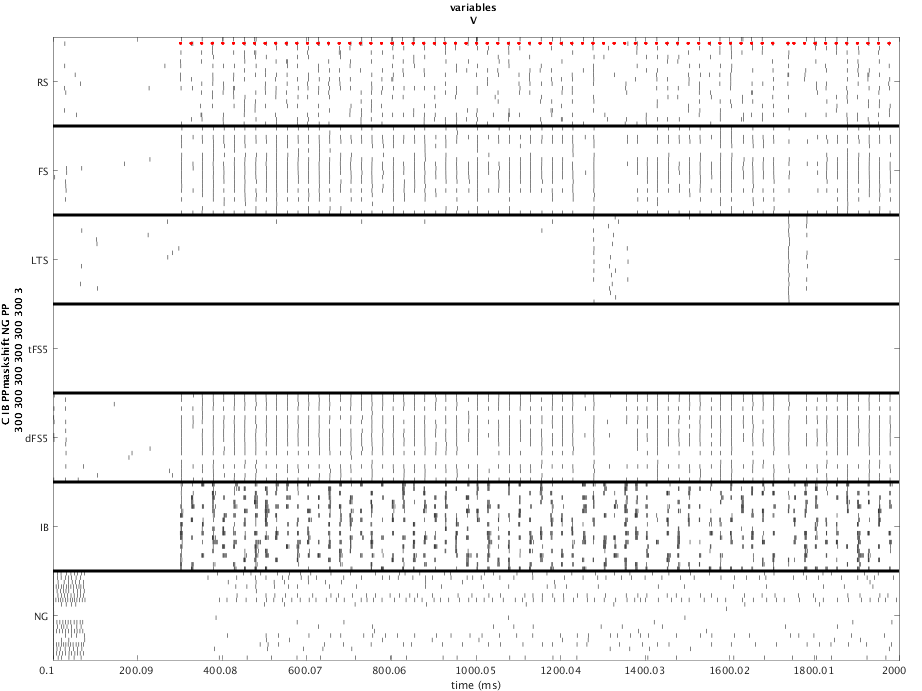 variables
V
RS
FS
LTS
tFS5
dFS5
IB
NG
C IB PPmaskshift NG PP
300 300 300 300 300 300 3
0.1
200.09
400.08
600.07
800.06
1000.05
1200.04
1400.03
1600.02
1800.01
2000
time (ms)